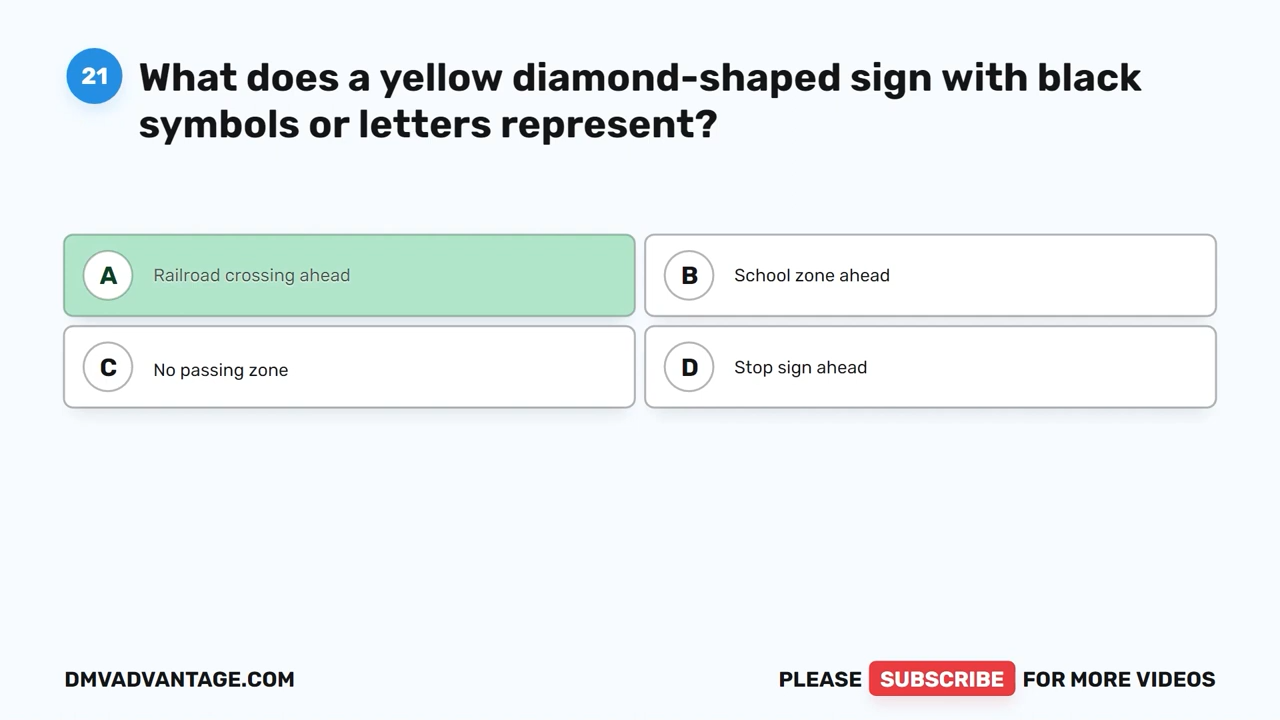 21
What does a yellow diamond-shaped sign with black
symbols or letters represent?
A Railroad crossing ahead
B School zone ahead
C No passing zone
D Stop sign ahead
DMVADVANTAGE.COM
PLEASE SUBSCRIBE FOR MORE VIDEOS